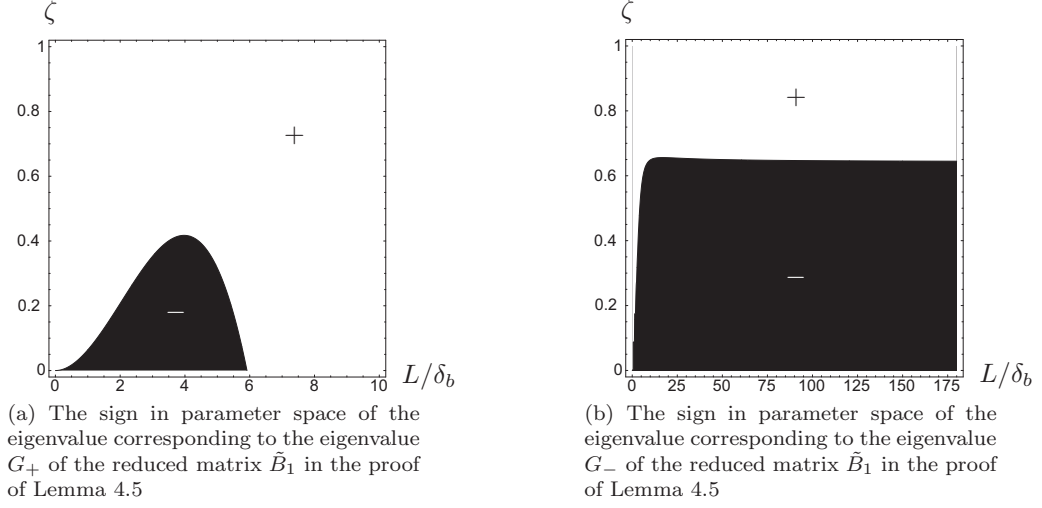 ζ
1
0.8
0.6
0.4
0.2
0
0 2 4 6 8 10
L/δ_b
+
−
(a) The sign in parameter space of the
eigenvalue corresponding to the eigenvalue
G₊ of the reduced matrix B̃₁ in the proof
of Lemma 4.5
ζ
1
0.8
0.6
0.4
0.2
0
0 25 50 75 100 125 150 175
L/δ_b
+
−
(b) The sign in parameter space of the
eigenvalue corresponding to the eigenvalue
G₋ of the reduced matrix B̃₁ in the proof
of Lemma 4.5